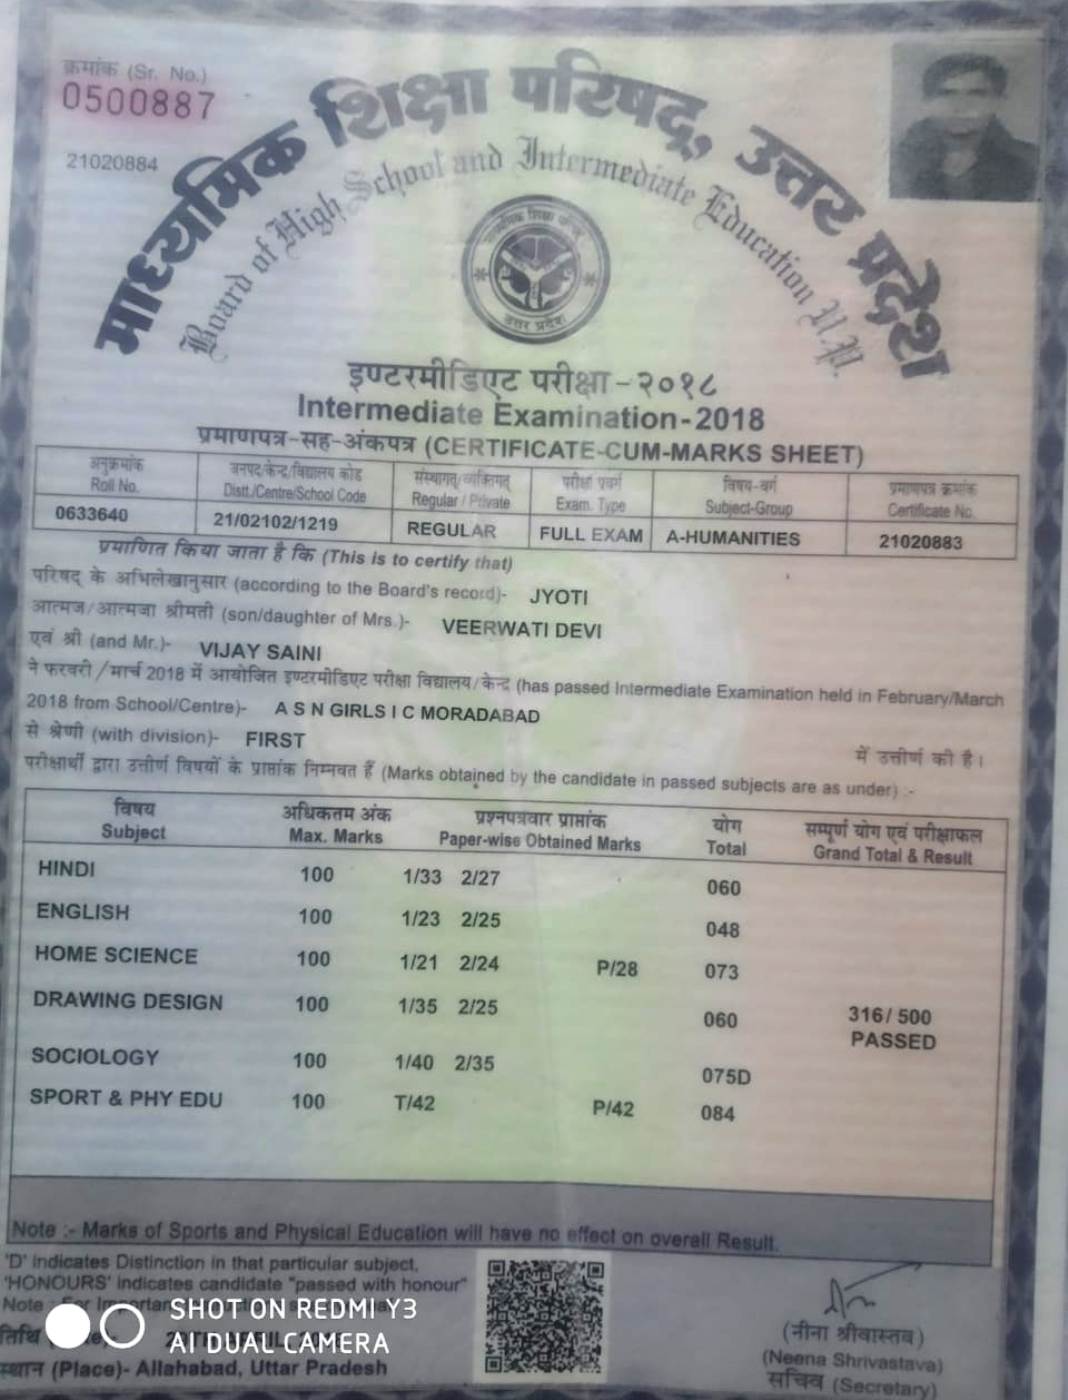 क्रमांक (Sr. No.)
0500887
21020884
माध्यमिक शिक्षा परिषद्, उत्तर प्रदेश
Board of High School and Intermediate Education U.P.
माध्यमिक शिक्षा परिषद्
उत्तर प्रदेश
इण्टरमीडिएट परीक्षा-२०१८
Intermediate Examination-2018
प्रमाणपत्र-सह-अंकपत्र (CERTIFICATE-CUM-MARKS SHEET)
अनुक्रमांक जनपद/केन्द्र/विद्यालय कोड संस्थागत/व्यक्तिगत परीक्षा प्रवर्ग विषय-वर्ग प्रमाणपत्र क्रमांक
Roll No. Distt./Centre/School Code Regular / Private Exam. Type Subject-Group Certificate No.
0633640 21/02102/1219 REGULAR FULL EXAM A-HUMANITIES 21020883
प्रमाणित किया जाता है कि (This is to certify that)
परिषद के अभिलेखानुसार (according to the Board's record)- JYOTI
आत्मज/आत्मजा श्रीमती (son/daughter of Mrs.)- VEERWATI DEVI
एवं श्री (and Mr.)- VIJAY SAINI
ने फरवरी/मार्च 2018 में आयोजित इण्टरमीडिएट परीक्षा विद्यालय/केन्द्र (has passed Intermediate Examination held in February/March
2018 from School/Centre)- A S N GIRLS I C MORADABAD
से श्रेणी (with division)- FIRST में उत्तीर्ण की है।
परीक्षार्थी द्वारा उत्तीर्ण विषयों के प्राप्तांक निम्नवत हैं (Marks obtained by the candidate in passed subjects are as under) :-
विषय अधिकतम अंक प्रश्नपत्रवार प्राप्तांक योग सम्पूर्ण योग एवं परीक्षाफल
Subject Max. Marks Paper-wise Obtained Marks Total Grand Total & Result
HINDI 100 1/33 2/27 060
ENGLISH 100 1/23 2/25 048
HOME SCIENCE 100 1/21 2/24 P/28 073
DRAWING DESIGN 100 1/35 2/25 060 316/ 500
PASSED
SOCIOLOGY 100 1/40 2/35 075D
SPORT & PHY EDU 100 T/42 P/42 084
Note :- Marks of Sports and Physical Education will have no effect on overall Result.
'D' indicates Distinction in that particular subject,
'HONOURS' indicates candidate "passed with honour"
Note : For Important
SHOT ON REDMI Y3
AI DUAL CAMERA
तिथि
स्थान (Place)- Allahabad, Uttar Pradesh
(नीना श्रीवास्तव)
(Neena Shrivastava)
सचिव (Secretary)